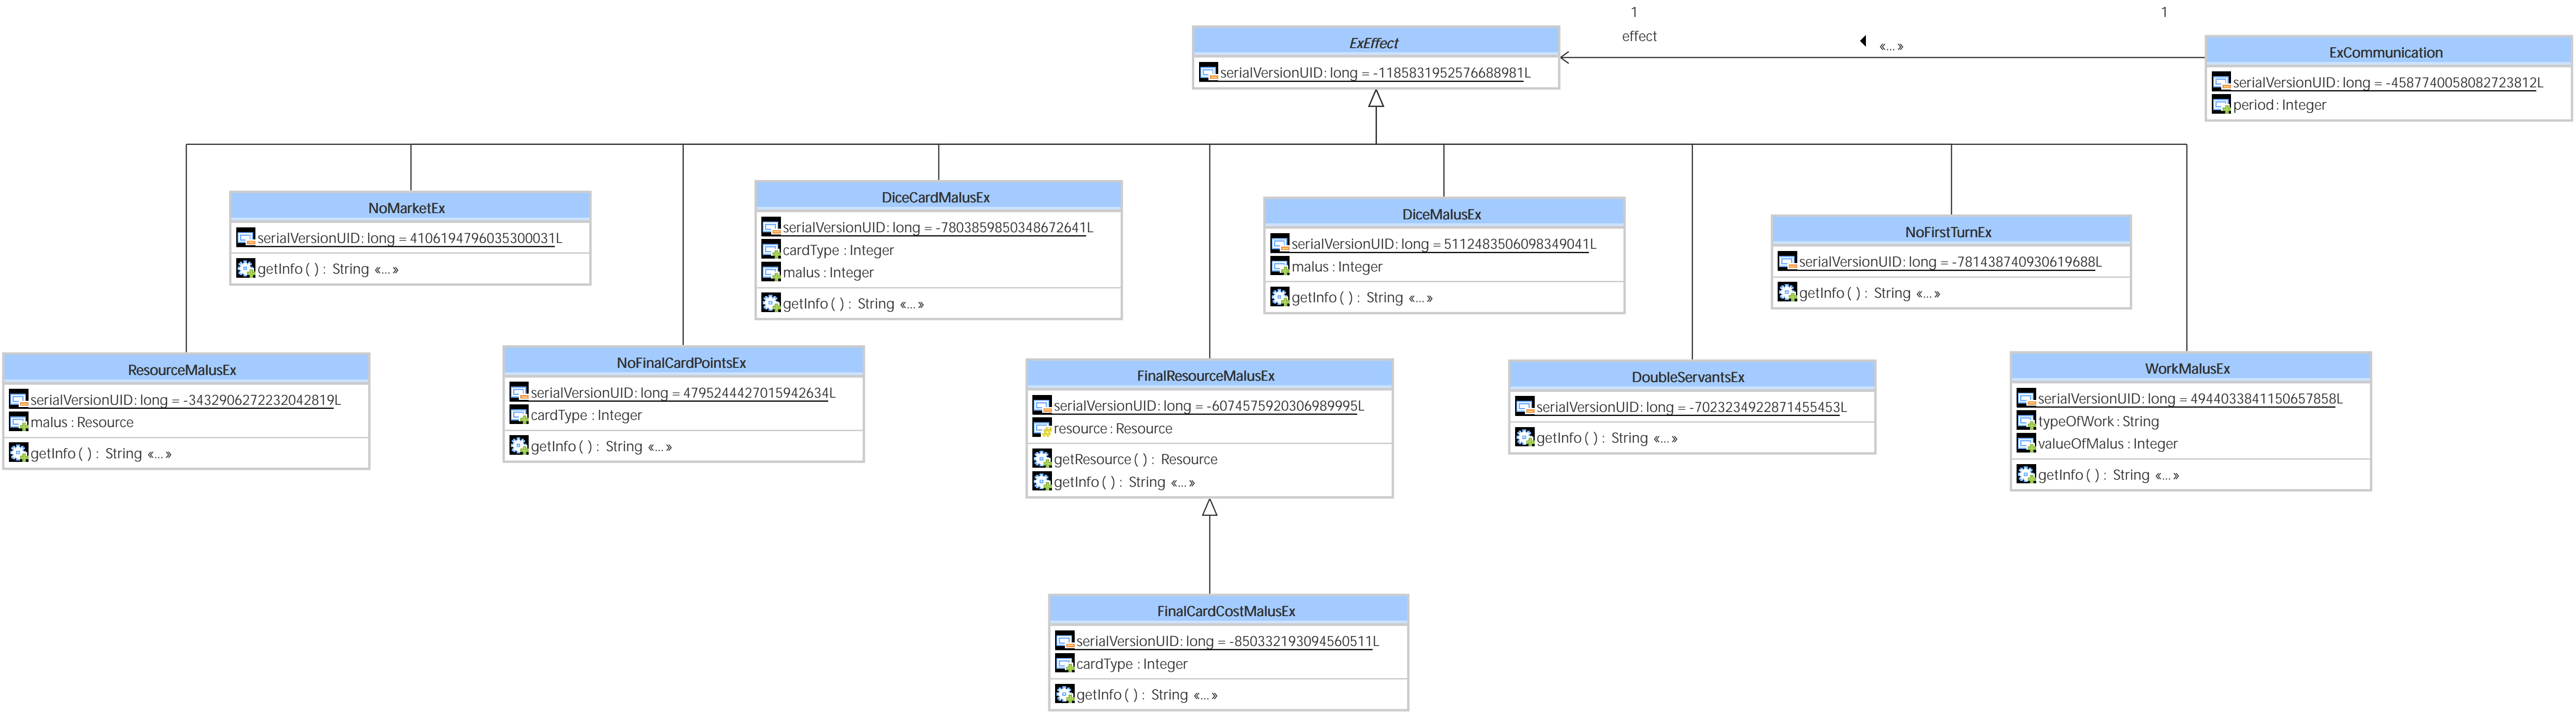 1
1
effect
«...»
ExEffect
serialVersionUID: long = -1185831952576688981L
ExCommunication
serialVersionUID: long = -4587740058082723812L
period : Integer
NoMarketEx
serialVersionUID: long = 4106194796035300031L
getInfo ( ) : String «...»
DiceCardMalusEx
serialVersionUID: long = -7803859850348672641L
cardType : Integer
malus : Integer
getInfo ( ) : String «...»
DiceMalusEx
serialVersionUID: long = 5112483506098349041L
malus : Integer
getInfo ( ) : String «...»
NoFirstTurnEx
serialVersionUID: long = -781438740930619688L
getInfo ( ) : String «...»
ResourceMalusEx
serialVersionUID: long = -3432906272232042819L
malus : Resource
getInfo ( ) : String «...»
NoFinalCardPointsEx
serialVersionUID: long = 4795244427015942634L
cardType : Integer
getInfo ( ) : String «...»
FinalResourceMalusEx
serialVersionUID: long = -6074575920306989995L
resource : Resource
getResource ( ) : Resource
getInfo ( ) : String «...»
DoubleServantsEx
serialVersionUID: long = -7023234922871455453L
getInfo ( ) : String «...»
WorkMalusEx
serialVersionUID: long = 4944033841150657858L
typeOfWork : String
valueOfMalus : Integer
getInfo ( ) : String «...»
FinalCardCostMalusEx
serialVersionUID: long = -850332193094560511L
cardType : Integer
getInfo ( ) : String «...»